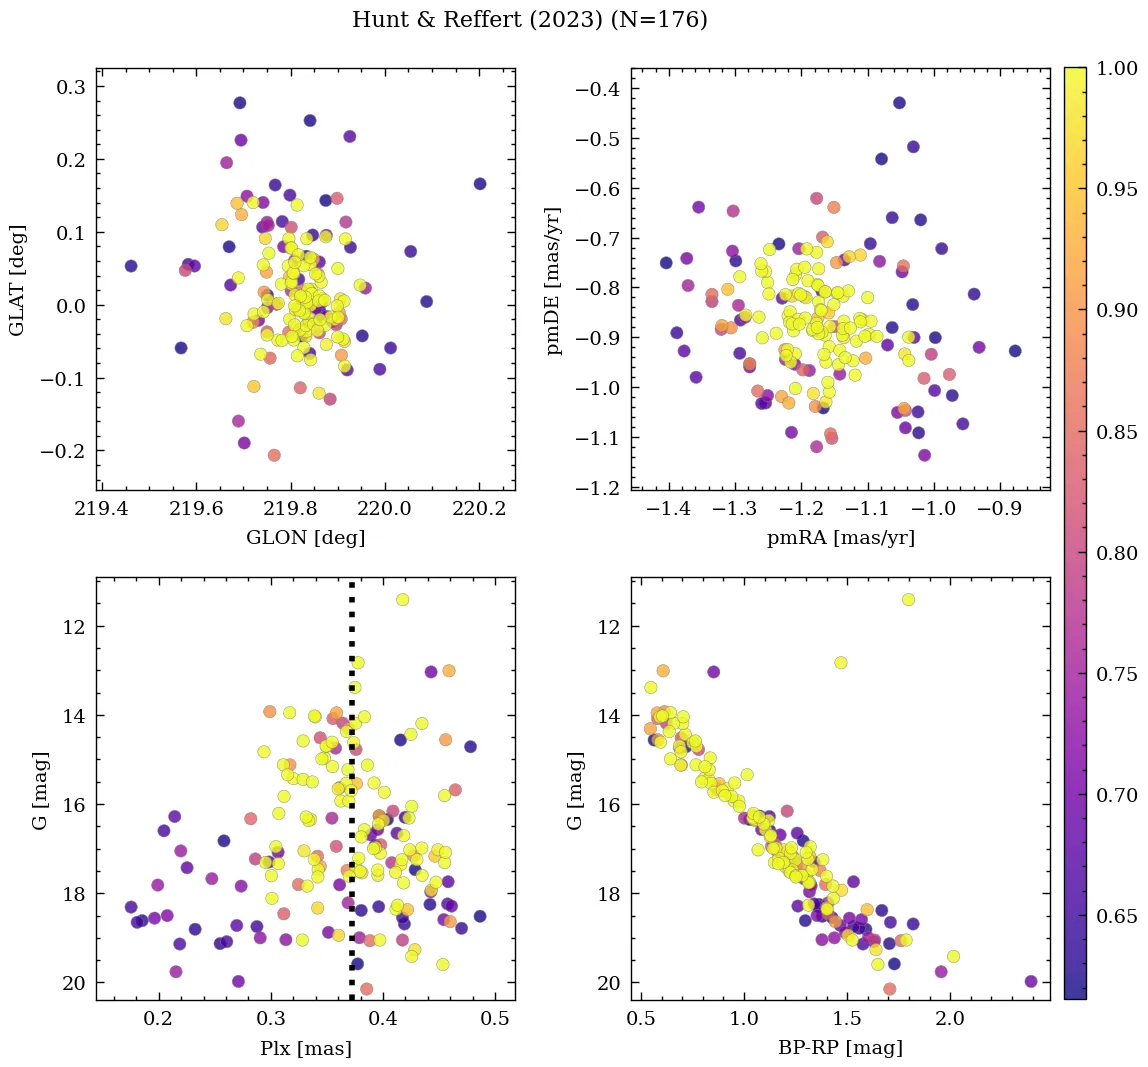 Hunt & Reffert (2023) (N=176)
0.3
0.2
0.1
0.0
−0.1
−0.2
GLAT [deg]
219.4 219.6 219.8 220.0 220.2
GLON [deg]
−0.4
−0.5
−0.6
−0.7
−0.8
−0.9
−1.0
−1.1
−1.2
pmDE [mas/yr]
−1.4 −1.3 −1.2 −1.1 −1.0 −0.9
pmRA [mas/yr]
12
14
16
18
20
G [mag]
0.2 0.3 0.4 0.5
Plx [mas]
12
14
16
18
20
G [mag]
0.5 1.0 1.5 2.0
BP-RP [mag]
1.00
0.95
0.90
0.85
0.80
0.75
0.70
0.65